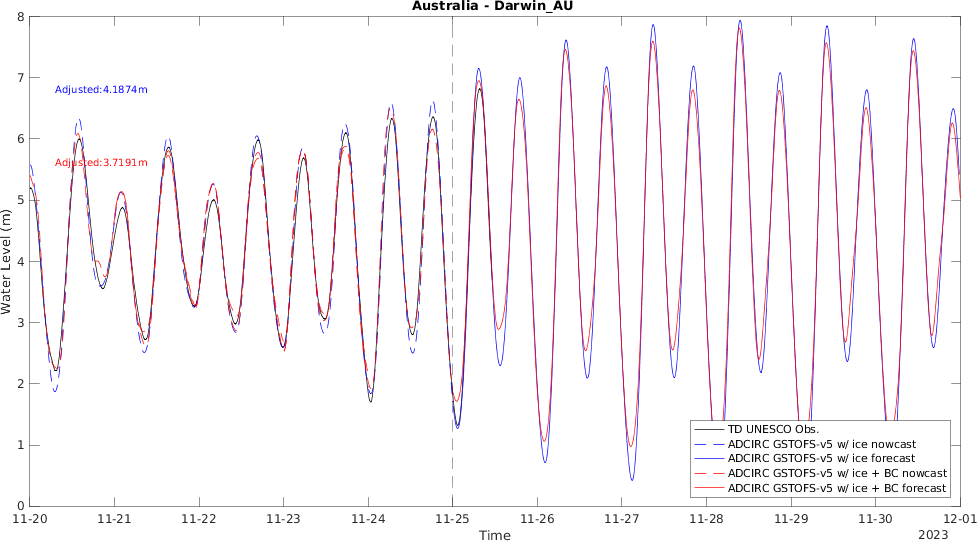 Australia - Darwin_AU
8
7
6
5
4
3
2
1
0
Water Level (m)
Adjusted:4.1874m
Adjusted:3.7191m
TD UNESCO Obs.
ADCIRC GSTOFS-v5 w/ ice nowcast
ADCIRC GSTOFS-v5 w/ ice forecast
ADCIRC GSTOFS-v5 w/ ice + BC nowcast
ADCIRC GSTOFS-v5 w/ ice + BC forecast
11-20 11-21 11-22 11-23 11-24 11-25 11-26 11-27 11-28 11-29 11-30 12-01
Time
2023